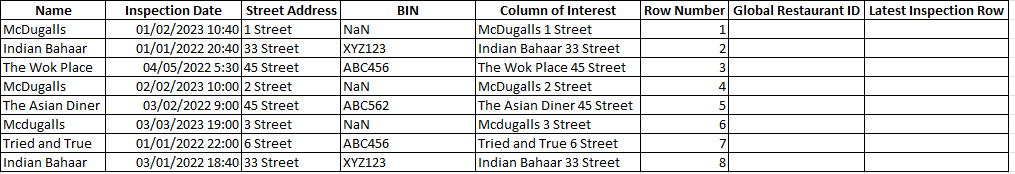 Name Inspection Date Street Address BIN Column of Interest Row Number Global Restaurant ID Latest Inspection Row
McDugalls 01/02/2023 10:40 1 Street NaN McDugalls 1 Street 1
Indian Bahaar 01/01/2022 20:40 33 Street XYZ123 Indian Bahaar 33 Street 2
The Wok Place 04/05/2022 5:30 45 Street ABC456 The Wok Place 45 Street 3
McDugalls 02/02/2023 10:00 2 Street NaN McDugalls 2 Street 4
The Asian Diner 03/02/2022 9:00 45 Street ABC562 The Asian Diner 45 Street 5
Mcdugalls 03/03/2023 19:00 3 Street NaN Mcdugalls 3 Street 6
Tried and True 01/01/2022 22:00 6 Street ABC456 Tried and True 6 Street 7
Indian Bahaar 03/01/2022 18:40 33 Street XYZ123 Indian Bahaar 33 Street 8